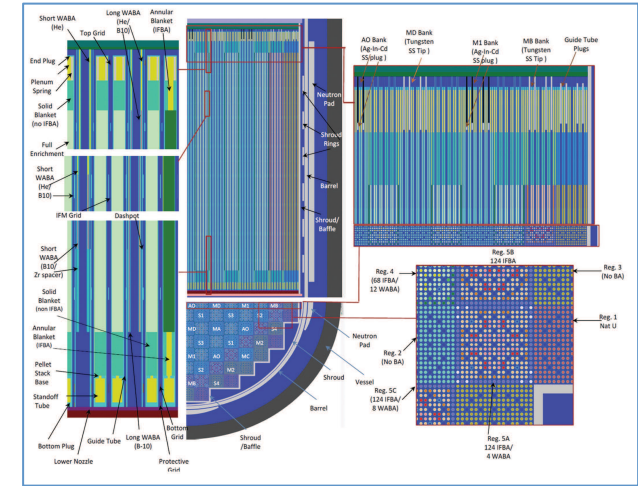 Short WABA
(He)
Long WABA
(He/
B10)
Annular
Blanket
(IFBA)
Top Grid
End Plug
Plenum
Spring
Solid
Blanket
(no IFBA)
Full
Enrichment
Short
WABA
(He/
B10)
IFM Grid
Dashpot
Short
WABA
(B10/
Zr spacer)
Solid
Blanket
(non IFBA)
Annular
Blanket
(IFBA)
Pellet
Stack
Base
Standoff
Tube
Bottom Plug
Lower Nozzle
Guide Tube
Long WABA
(B-10)
Bottom
Grid
Protective
Grid
Neutron
Pad
Shroud
Rings
Barrel
Shroud/
Baffle
AO
MD
M1
MB
S1
S3
S2
MD
MA
MD
S1
S2
M2
M1
AO
MC
S3
M2
MB
S4
Neutron
Pad
Vessel
Shroud
Barrel
Shroud
/Baffle
AO Bank
(Ag-In-Cd
SS/plug )
MD Bank
(Tungsten
SS Tip )
M1 Bank
(Ag-In-Cd
SS/plug )
MB Bank
(Tungsten
SS Tip )
Guide Tube
Plugs
Reg. 5B
124 IFBA
Reg. 4
(68 IFBA/
12 WABA)
Reg. 3
(No BA)
Reg. 1
Nat U
Reg. 2
(No BA)
Reg. 5C
(124 IFBA/
8 WABA)
Reg. 5A
124 IFBA/
4 WABA